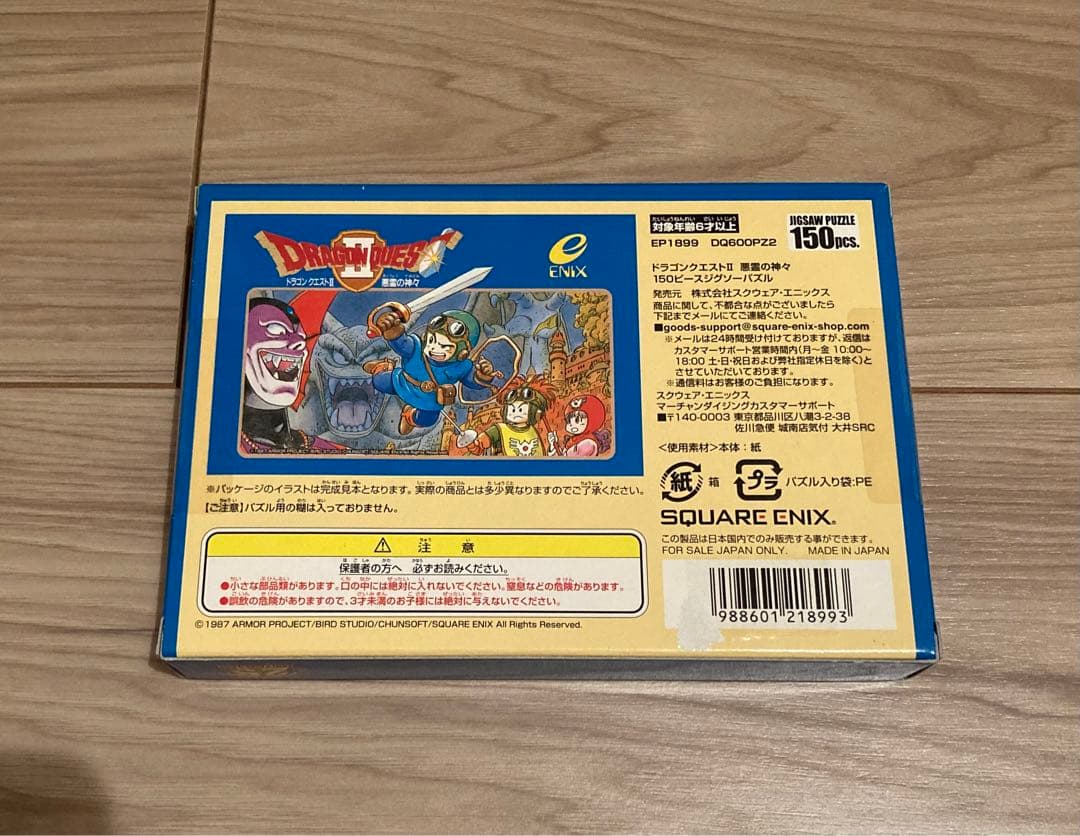 DRAGON QUEST
II
ドラゴンクエストII 悪霊の神々
ENIX
©1987 ARMOR PROJECT/BIRD STUDIO/CHUNSOFT/SQUARE ENIX All Rights Reserved.
※パッケージのイラストは完成見本となります。実際の商品とは多少異なりますのでご了承ください。
【ご注意】パズル用の糊は入っておりません。
⚠ 注 意
保護者の方へ 必ずお読みください。
●小さな部品類があります。口の中には絶対に入れないでください。窒息などの危険があります。
●誤飲の危険がありますので、3才未満のお子様には絶対に与えないでください。
©1987 ARMOR PROJECT/BIRD STUDIO/CHUNSOFT/SQUARE ENIX All Rights Reserved.
対象年齢6才以上
EP1899 DQ600PZ2
JIGSAW PUZZLE
150pcs.
ドラゴンクエストII 悪霊の神々
150ピースジグソーパズル
発売元 株式会社スクウェア・エニックス
商品に関して、不都合な点がございましたら
下記までメールにてご連絡ください。
■goods-support@square-enix-shop.com
※メールは24時間受け付けておりますが、返信は
カスタマーサポート営業時間内(月〜金 10:00〜
18:00 土・日・祝日および弊社指定休日を除く)と
させていただいております。
※通信料はお客様のご負担になります。
スクウェア・エニックス
マーチャンダイジングカスタマーサポート
■〒140-0003 東京都品川区八潮3-2-38
佐川急便 城南店気付 大井SRC
<使用素材>本体:紙
紙 箱 プラ パズル入り袋:PE
SQUARE ENIX®
この製品は日本国内でのみ販売する事ができます。
FOR SALE JAPAN ONLY. MADE IN JAPAN
988601 218993